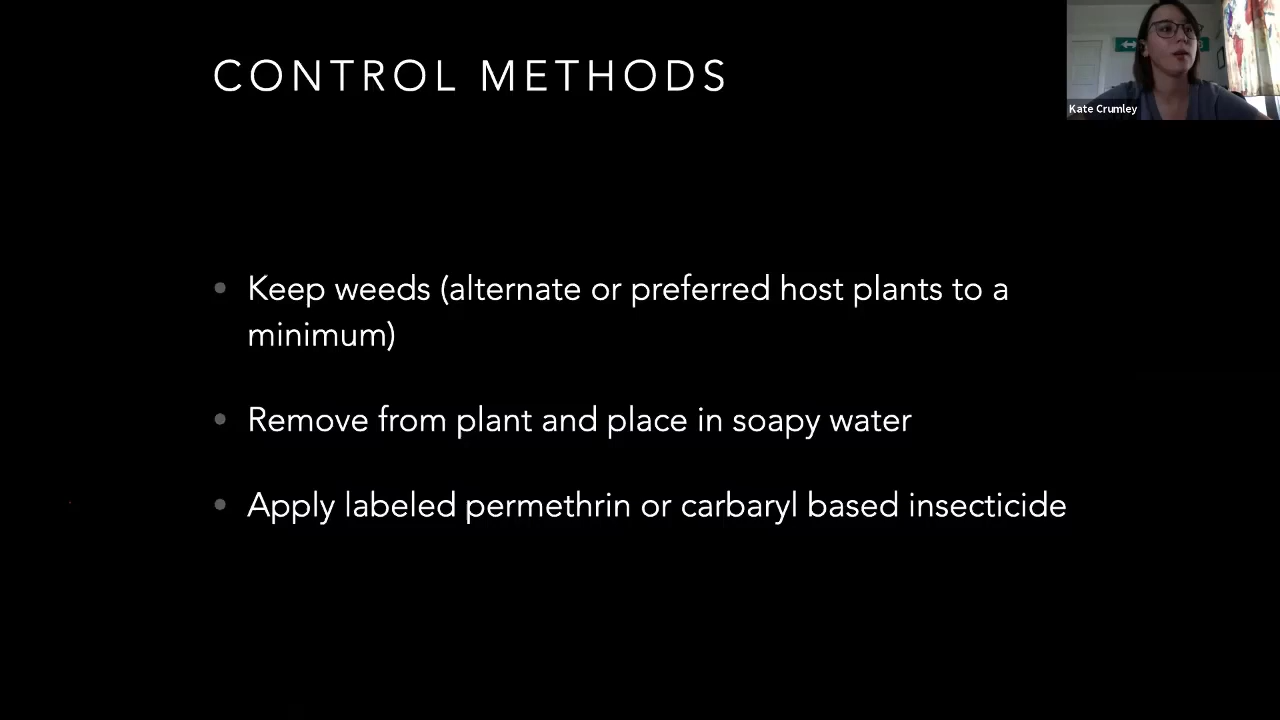 CONTROL METHODS
Kate Crumley
• Keep weeds (alternate or preferred host plants to a
minimum)
• Remove from plant and place in soapy water
• Apply labeled permethrin or carbaryl based insecticide